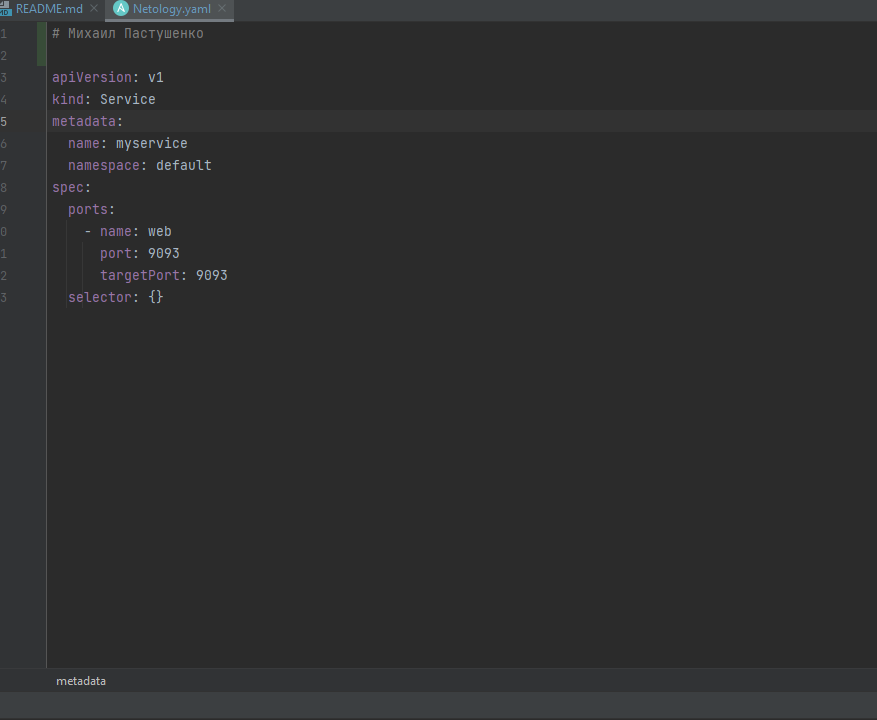 README.md Netology.yaml
1 # Михаил Пастушенко
2
3 apiVersion: v1
4 kind: Service
5 metadata:
6 name: myservice
7 namespace: default
8 spec:
9 ports:
0 - name: web
1 port: 9093
2 targetPort: 9093
3 selector: {}
metadata